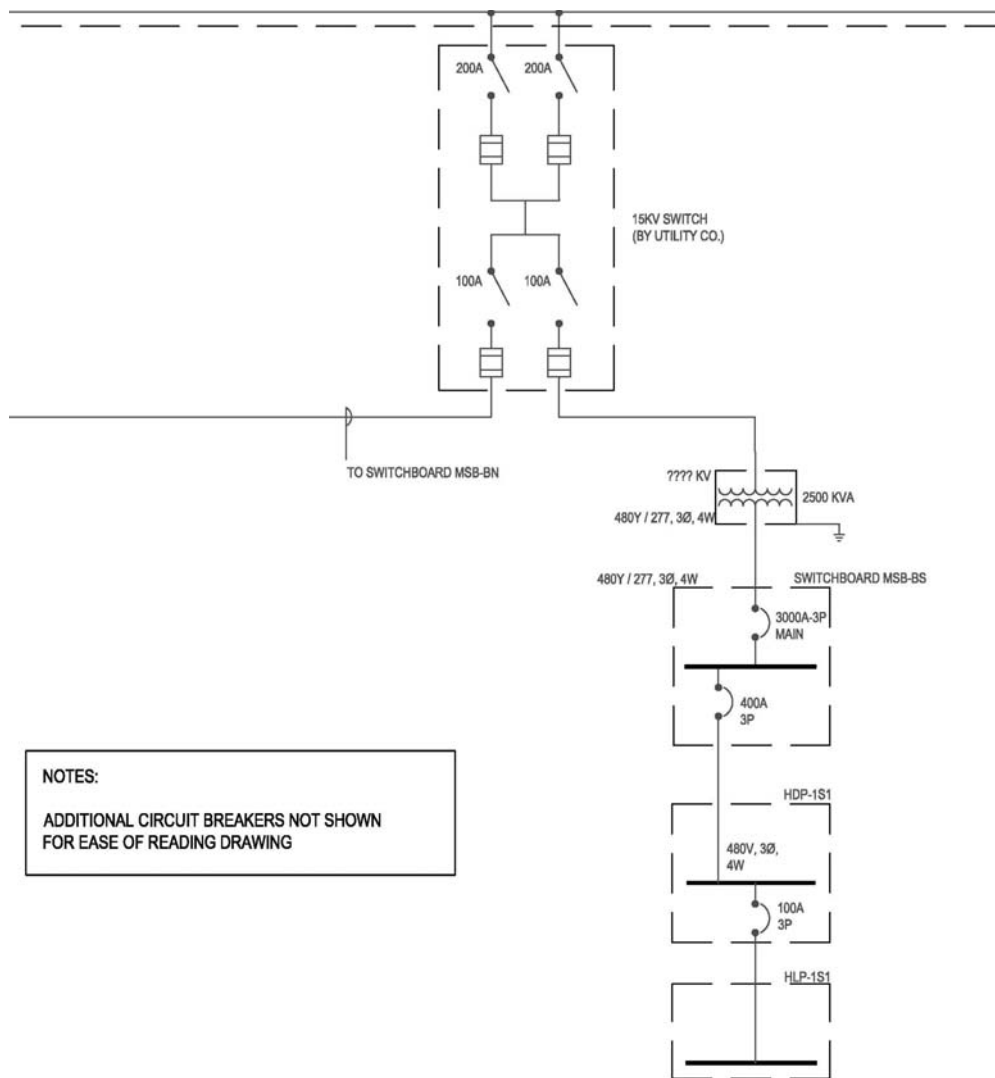 200A
200A
15KV SWITCH
(BY UTILITY CO.)
100A
100A
TO SWITCHBOARD MSB-BN
???? KV
2500 KVA
480Y / 277, 3Ø, 4W
480Y / 277, 3Ø, 4W
SWITCHBOARD MSB-BS
3000A-3P
MAIN
400A
3P
NOTES:
ADDITIONAL CIRCUIT BREAKERS NOT SHOWN
FOR EASE OF READING DRAWING
HDP-1S1
480V, 3Ø,
4W
100A
3P
HLP-1S1